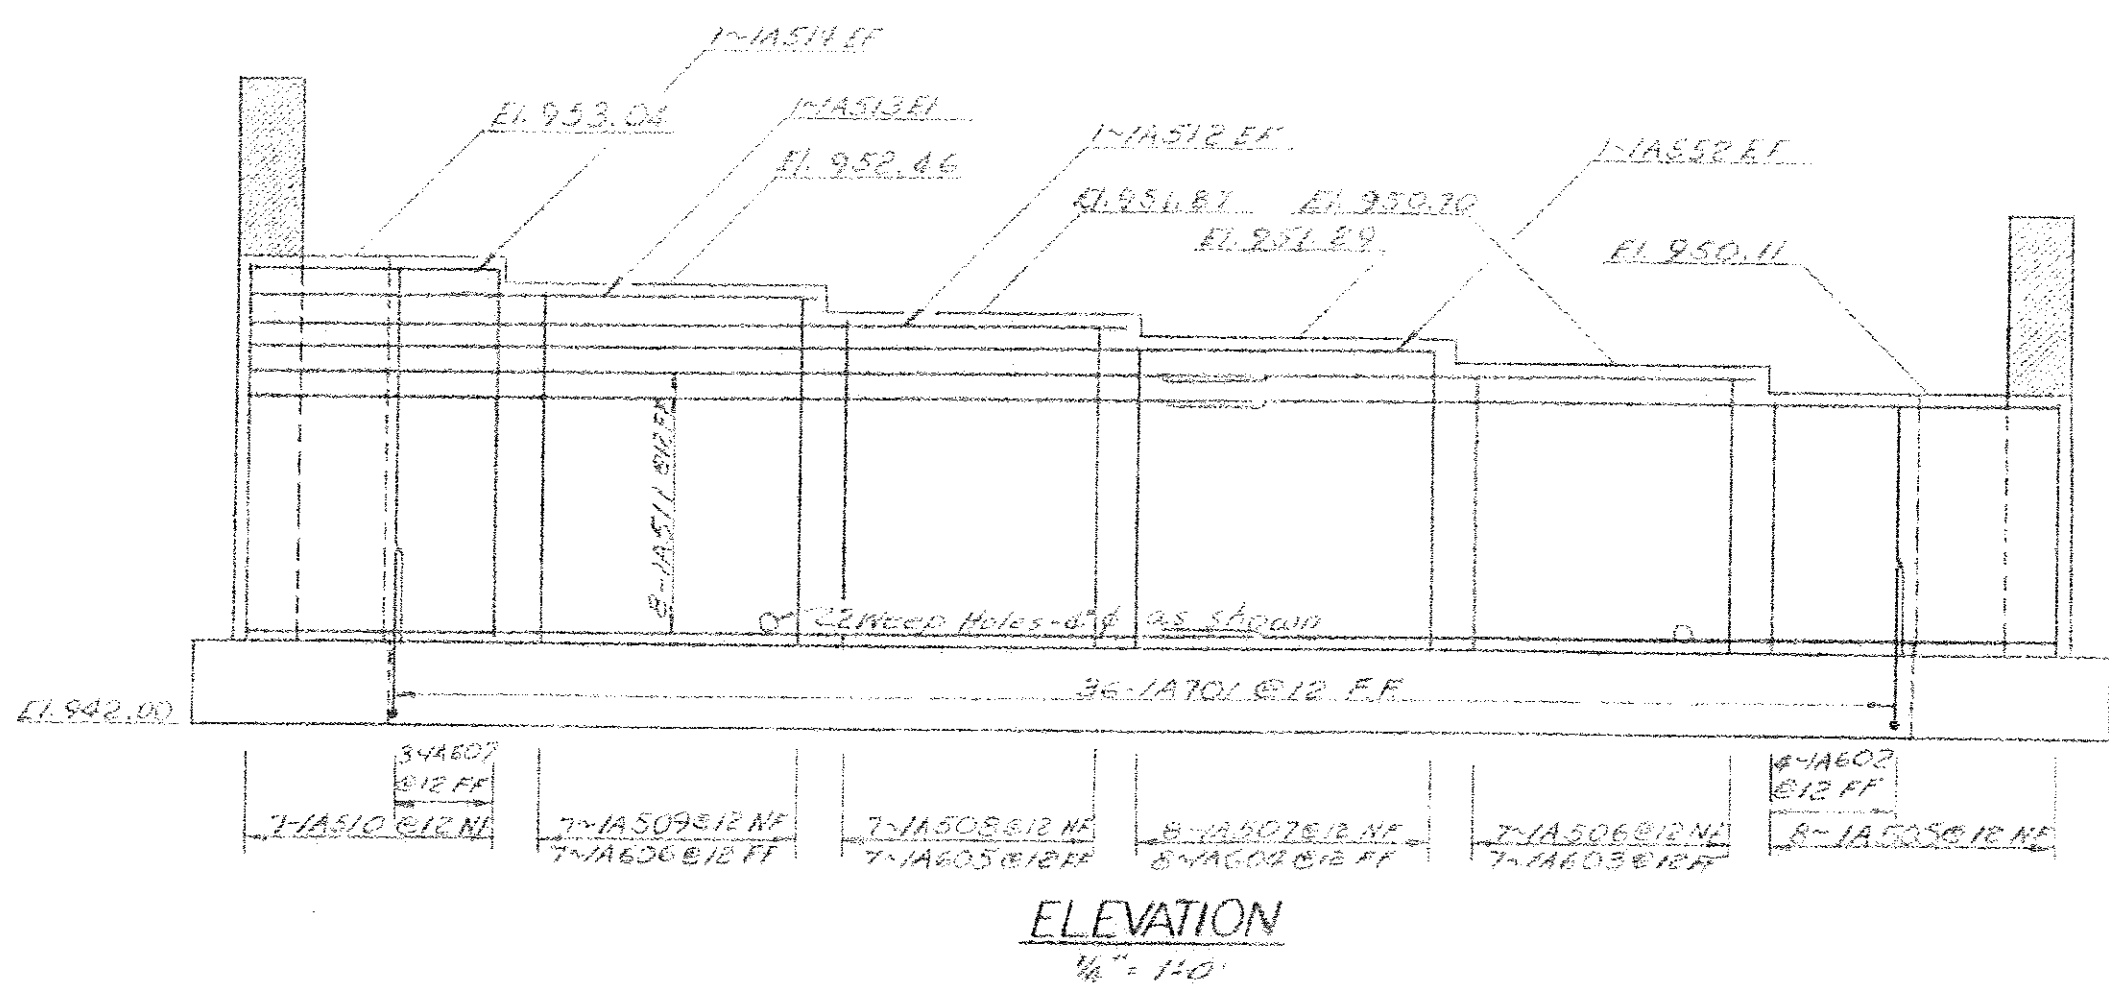 1~1A514 EF
El. 953.04
1~1A513 EF
El. 952.46
1~1A512 EF
1~1A552 EF
El. 951.87
El. 950.70
El. 951.29
El. 950.11
8-1A511 @12 EF
2 Weep Holes-4"φ as shown
36-1A701 @12 F.F.
El. 942.00
3~1A607
@12 FF
4~1A602
@12 FF
7-1A510 @12 NF
7~1A509@12 NF
7~1A508@12 NF
8~1A507@12 NF
7~1A506@12 NF
8~1A505@12 NF
7~1A606@12 FF
7~1A605@12 FF
8~1A604@12 FF
7~1A603@12 FF
ELEVATION
¼" = 1'-0"